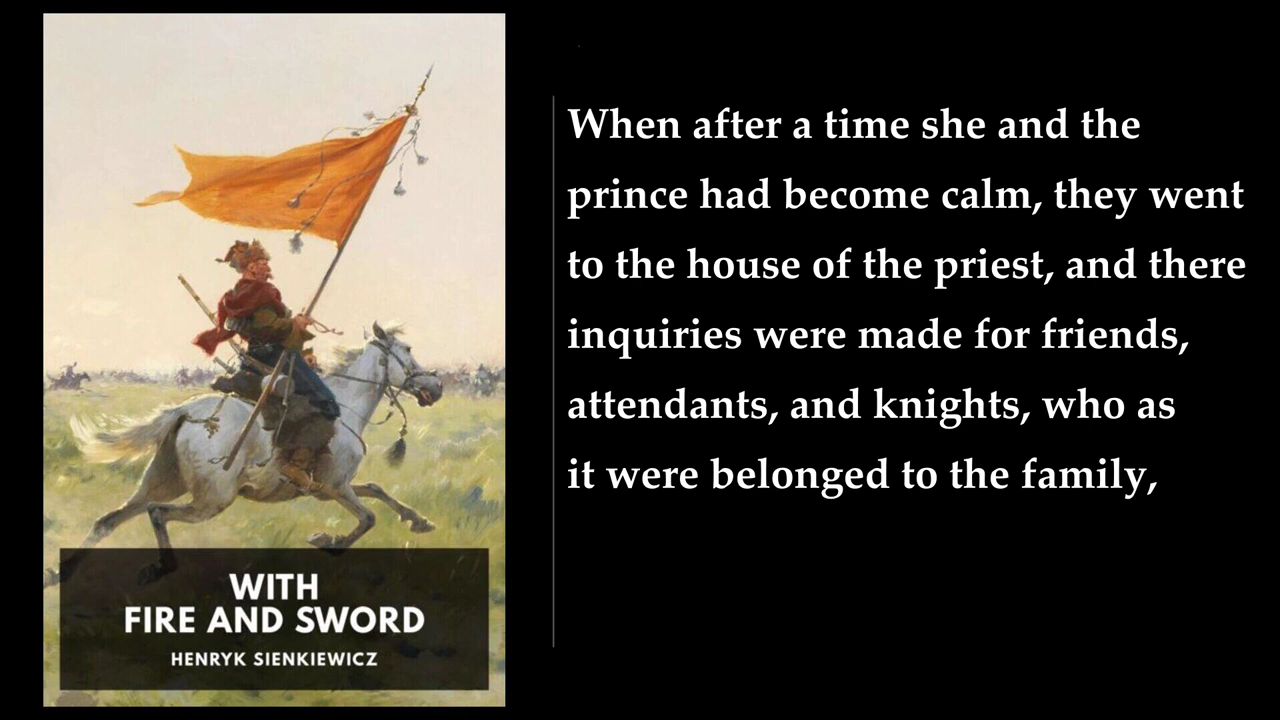 WITH
FIRE AND SWORD
HENRYK SIENKIEWICZ
When after a time she and the
prince had become calm, they went
to the house of the priest, and there
inquiries were made for friends,
attendants, and knights, who as
it were belonged to the family,